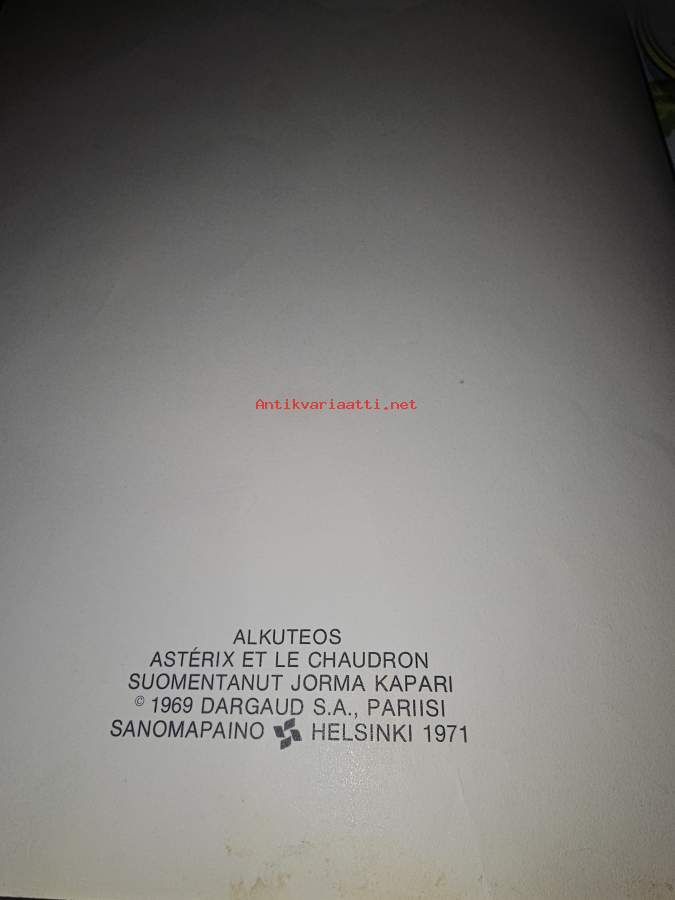 Antikvariaatti.net
ALKUTEOS
ASTÉRIX ET LE CHAUDRON
SUOMENTANUT JORMA KAPARI
© 1969 DARGAUD S.A., PARIISI
SANOMAPAINO HELSINKI 1971